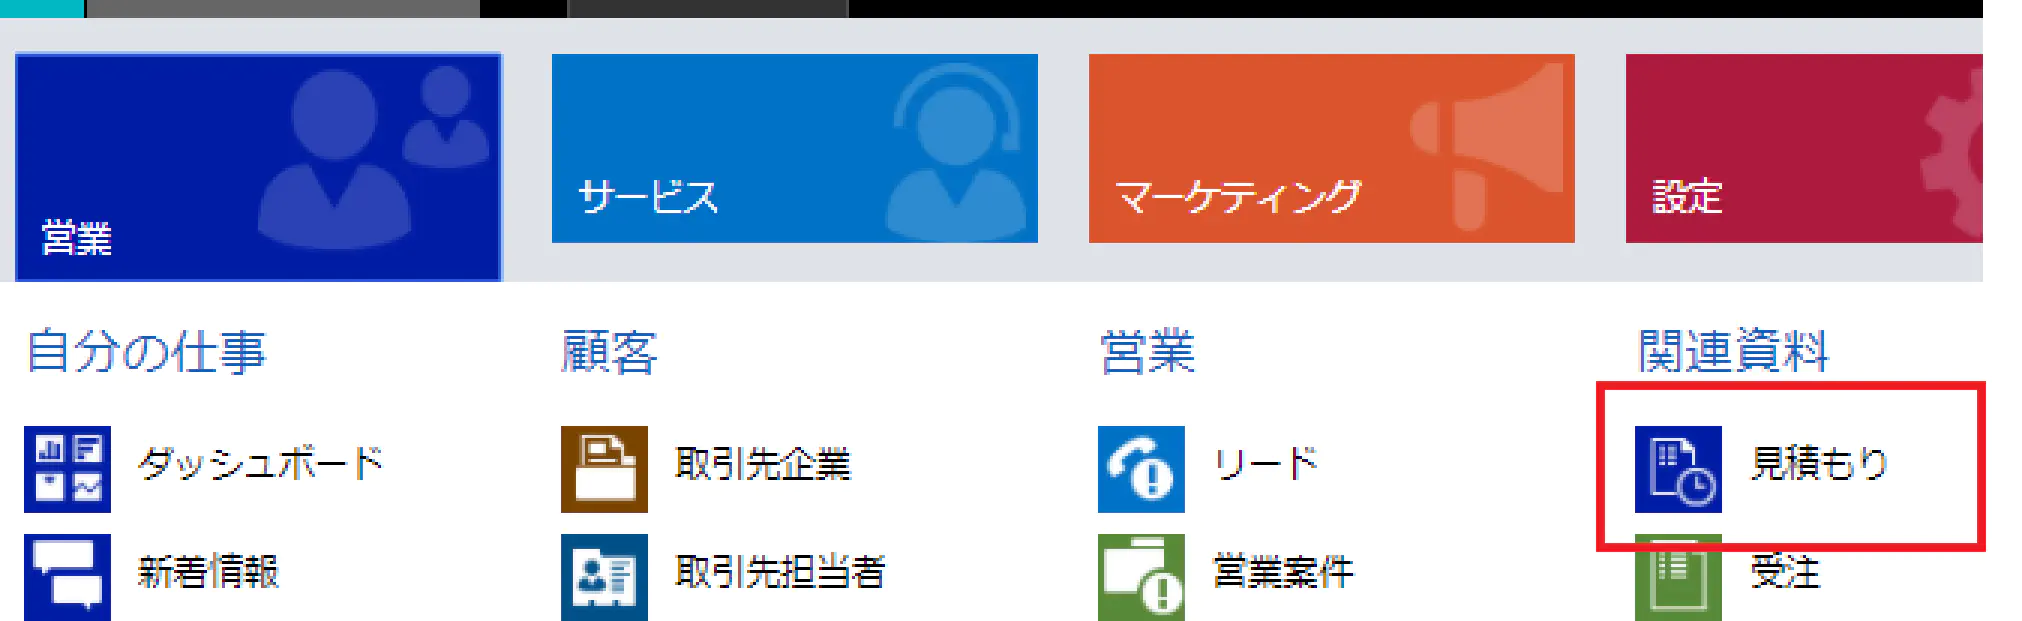 営業
サービス
マーケティング
設定
自分の仕事
顧客
営業
関連資料
ダッシュボード
取引先企業
リード
見積もり
新着情報
取引先担当者
営業案件
受注